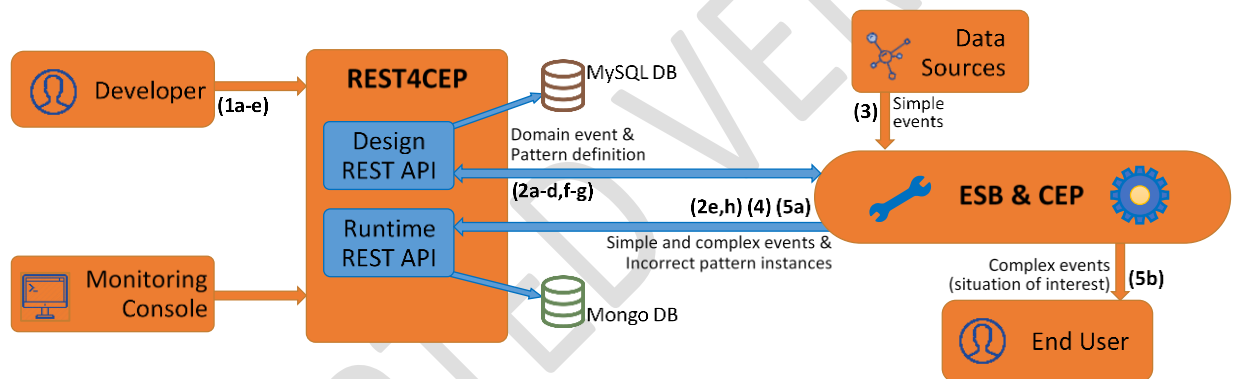 Developer
(1a-e)
Monitoring
Console
REST4CEP
Design
REST API
Runtime
REST API
MySQL DB
Domain event &
Pattern definition
(2a-d,f-g)
(2e,h) (4) (5a)
Simple and complex events &
Incorrect pattern instances
Mongo DB
Data
Sources
(3)
Simple
events
ESB & CEP
Complex events
(situation of interest)
(5b)
End User
TED VE